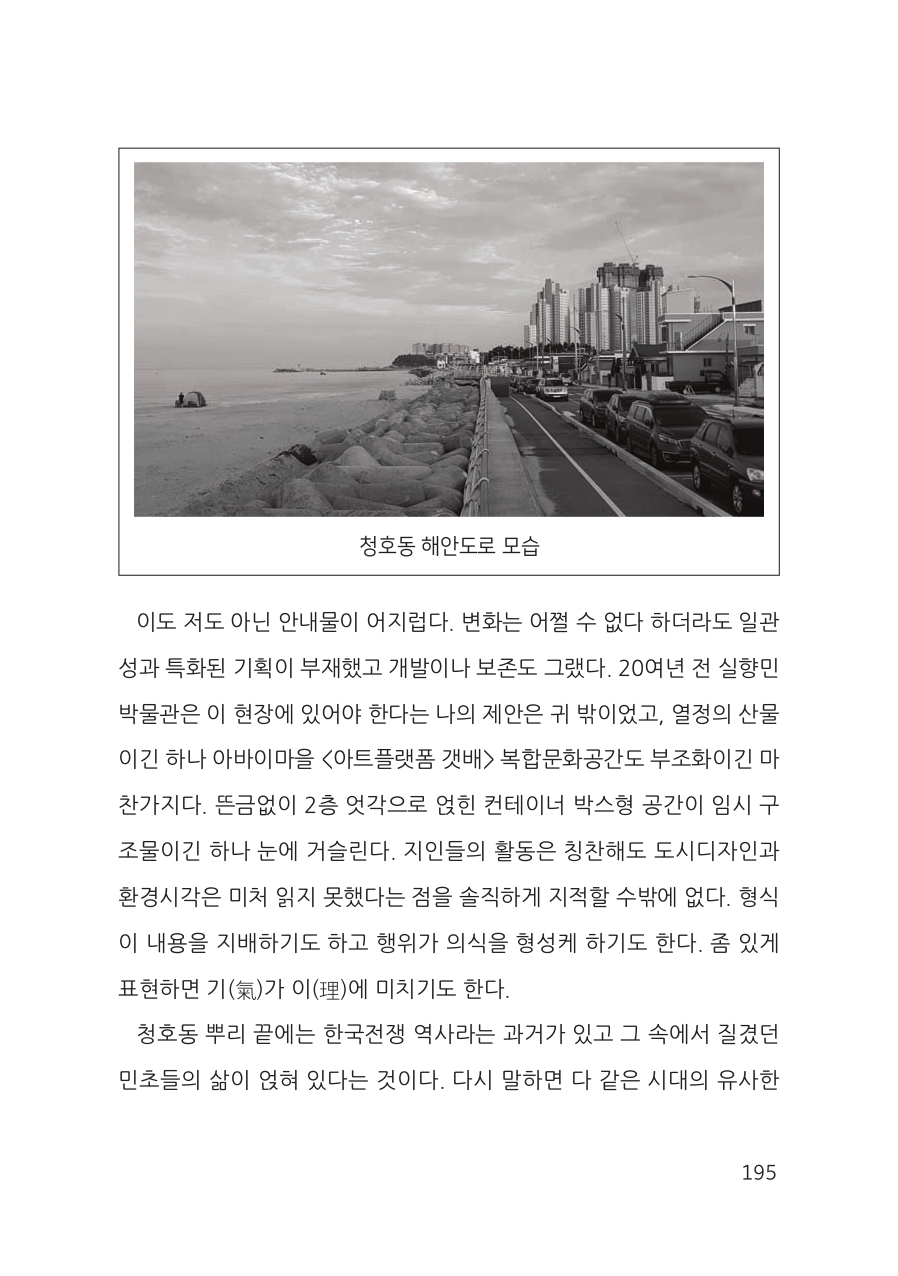 청호동 해안도로 모습
이도 저도 아닌 안내물이 어지럽다. 변화는 어쩔 수 없다 하더라도 일관
성과 특화된 기획이 부재했고 개발이나 보존도 그랬다. 20여년 전 실향민
박물관은 이 현장에 있어야 한다는 나의 제안은 귀 밖이었고, 열정의 산물
이긴 하나 아바이마을 <아트플랫폼 갯배> 복합문화공간도 부조화이긴 마
찬가지다. 뜬금없이 2층 엇각으로 얹힌 컨테이너 박스형 공간이 임시 구
조물이긴 하나 눈에 거슬린다. 지인들의 활동은 칭찬해도 도시디자인과
환경시각은 미처 읽지 못했다는 점을 솔직하게 지적할 수밖에 없다. 형식
이 내용을 지배하기도 하고 행위가 의식을 형성케 하기도 한다. 좀 있게
표현하면 기(氣)가 이(理)에 미치기도 한다.
청호동 뿌리 끝에는 한국전쟁 역사라는 과거가 있고 그 속에서 질겼던
민초들의 삶이 얹혀 있다는 것이다. 다시 말하면 다 같은 시대의 유사한
195